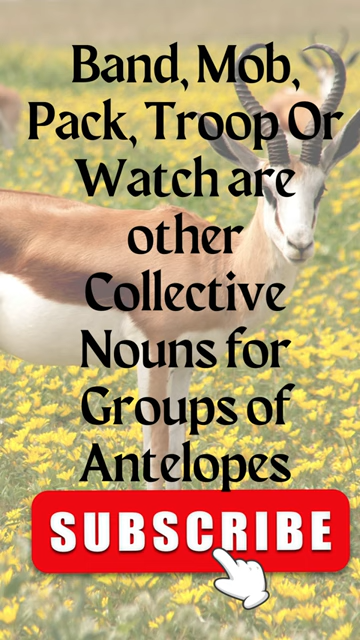 Band, Mob,
Pack, Troop Or
Watch are
other
Collective
Nouns for
Groups of
Antelopes
SUBSCRIBE